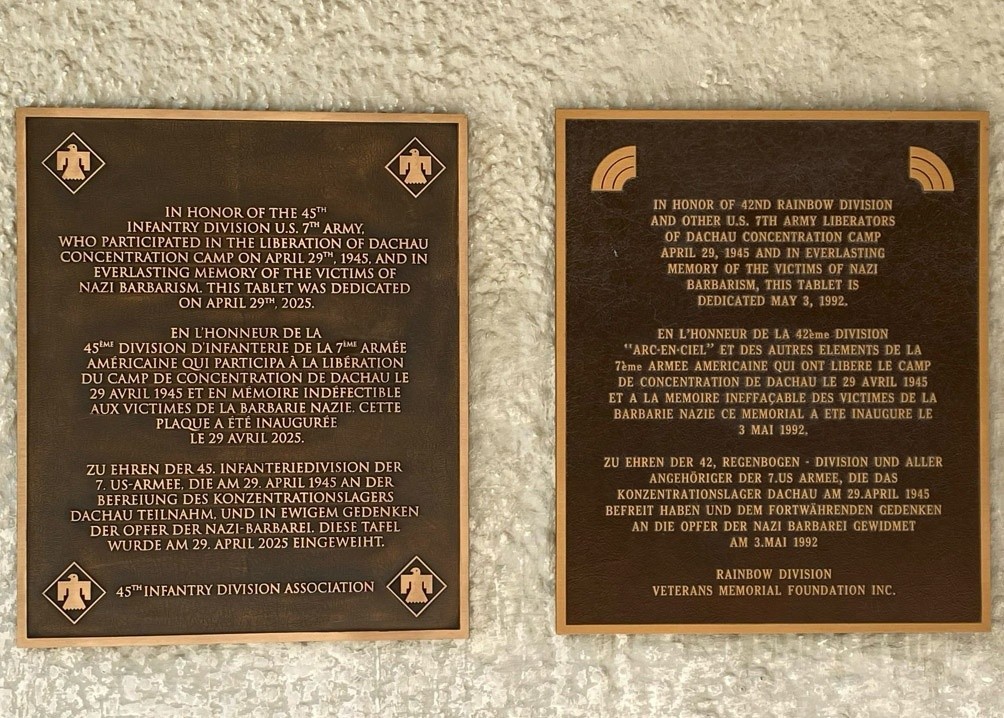 IN HONOR OF THE 45TH
INFANTRY DIVISION U.S. 7TH ARMY,
WHO PARTICIPATED IN THE LIBERATION OF DACHAU
CONCENTRATION CAMP ON APRIL 29TH, 1945, AND IN
EVERLASTING MEMORY OF THE VICTIMS OF
NAZI BARBARISM. THIS TABLET WAS DEDICATED
ON APRIL 29TH, 2025.
EN L'HONNEUR DE LA
45ÈME DIVISION D'INFANTERIE DE LA 7ÈME ARMÉE
AMÉRICAINE QUI PARTICIPA À LA LIBÉRATION
DU CAMP DE CONCENTRATION DE DACHAU LE
29 AVRIL 1945 ET EN MÉMOIRE INDÉFECTIBLE
AUX VICTIMES DE LA BARBARIE NAZIE. CETTE
PLAQUE A ÉTÉ INAUGURÉE
LE 29 AVRIL 2025.
ZU EHREN DER 45. INFANTERIEDIVISION DER
7. US-ARMEE, DIE AM 29. APRIL 1945 AN DER
BEFREIUNG DES KONZENTRATIONSLAGERS
DACHAU TEILNAHM, UND IN EWIGEM GEDENKEN
DER OPFER DER NAZI-BARBAREI. DIESE TAFEL
WURDE AM 29. APRIL 2025 EINGEWEIHT.
45TH INFANTRY DIVISION ASSOCIATION
IN HONOR OF 42ND RAINBOW DIVISION
AND OTHER U.S. 7TH ARMY LIBERATORS
OF DACHAU CONCENTRATION CAMP
APRIL 29, 1945 AND IN EVERLASTING
MEMORY OF THE VICTIMS OF NAZI
BARBARISM, THIS TABLET IS
DEDICATED MAY 3, 1992.
EN L'HONNEUR DE LA 42ème DIVISION
"ARC-EN-CIEL" ET DES AUTRES ELEMENTS DE LA
7ème ARMEE AMERICAINE QUI ONT LIBERE LE CAMP
DE CONCENTRATION DE DACHAU LE 29 AVRIL 1945
ET A LA MEMOIRE INEFFAÇABLE DES VICTIMES DE LA
BARBARIE NAZIE CE MEMORIAL A ETE INAUGURE LE
3 MAI 1992,
ZU EHREN DER 42, REGENBOGEN - DIVISION UND ALLER
ANGEHÖRIGER DER 7.US ARMEE, DIE DAS
KONZENTRATIONSLAGER DACHAU AM 29.APRIL 1945
BEFREIT HABEN UND DEM FORTWÄHRENDEN GEDENKEN
AN DIE OPFER DER NAZI BARBAREI GEWIDMET
AM 3.MAI 1992
RAINBOW DIVISION
VETERANS MEMORIAL FOUNDATION INC.